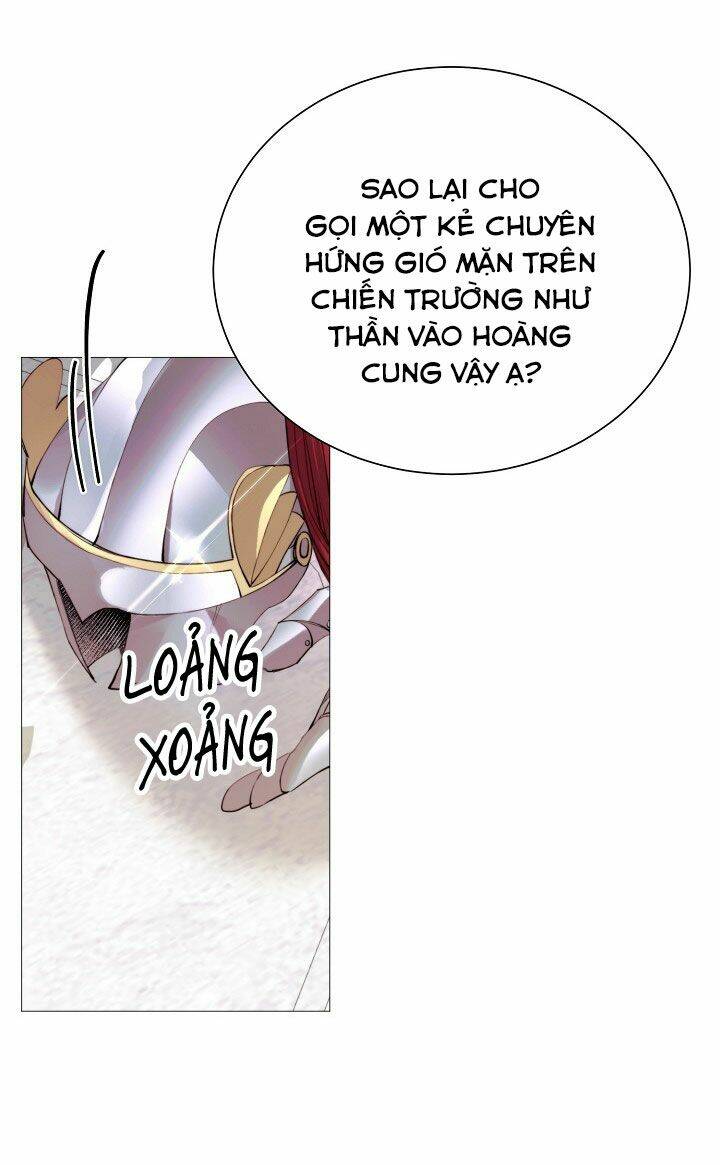 SAO LẠI CHO
GỌI MỘT KẺ CHUYÊN
HỨNG GIÓ MẶN TRÊN
CHIẾN TRƯỜNG NHƯ
THẦN VÀO HOÀNG
CUNG VẬY Ạ?
LOẢNG
XOẢNG